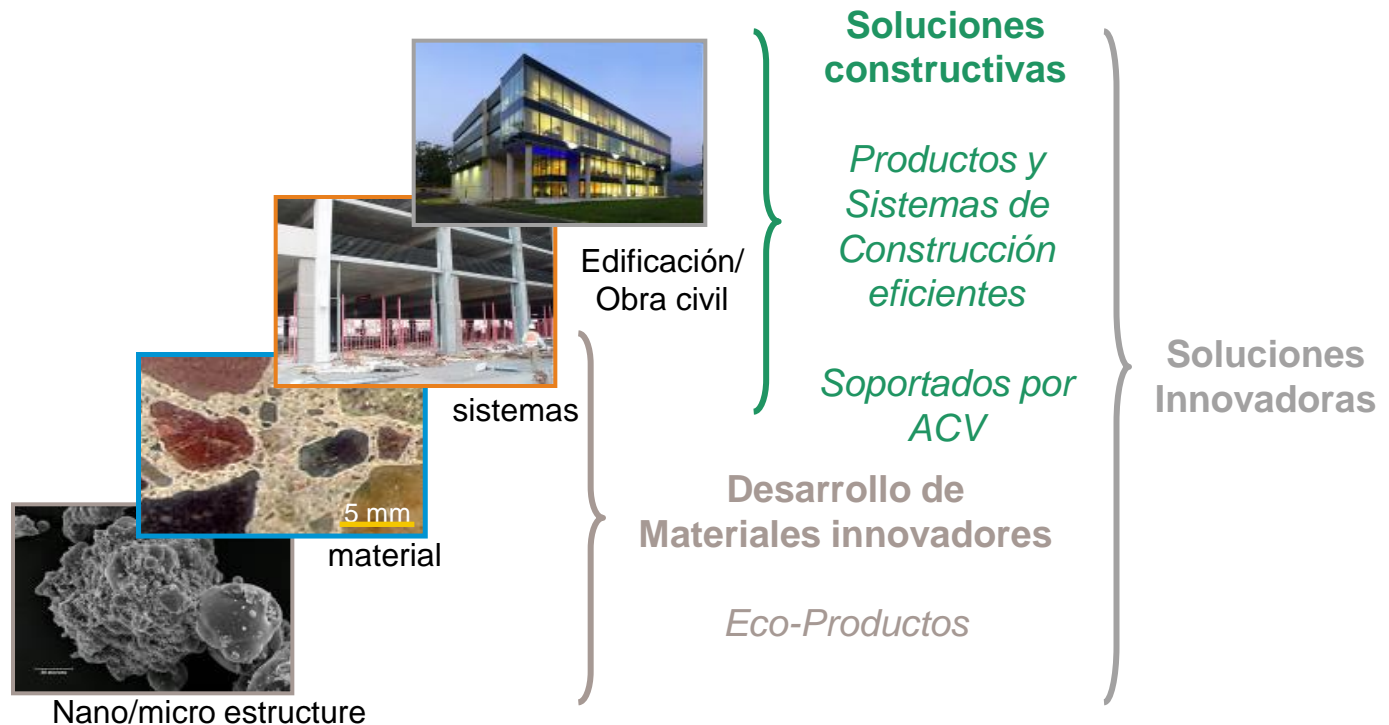 Soluciones
constructivas
Productos y
Sistemas de
Construcción
eficientes
Soportados por
ACV
Edificación/
Obra civil
sistemas
5 mm
material
Nano/micro estructure
Desarrollo de
Materiales innovadores
Eco-Productos
Soluciones
Innovadoras